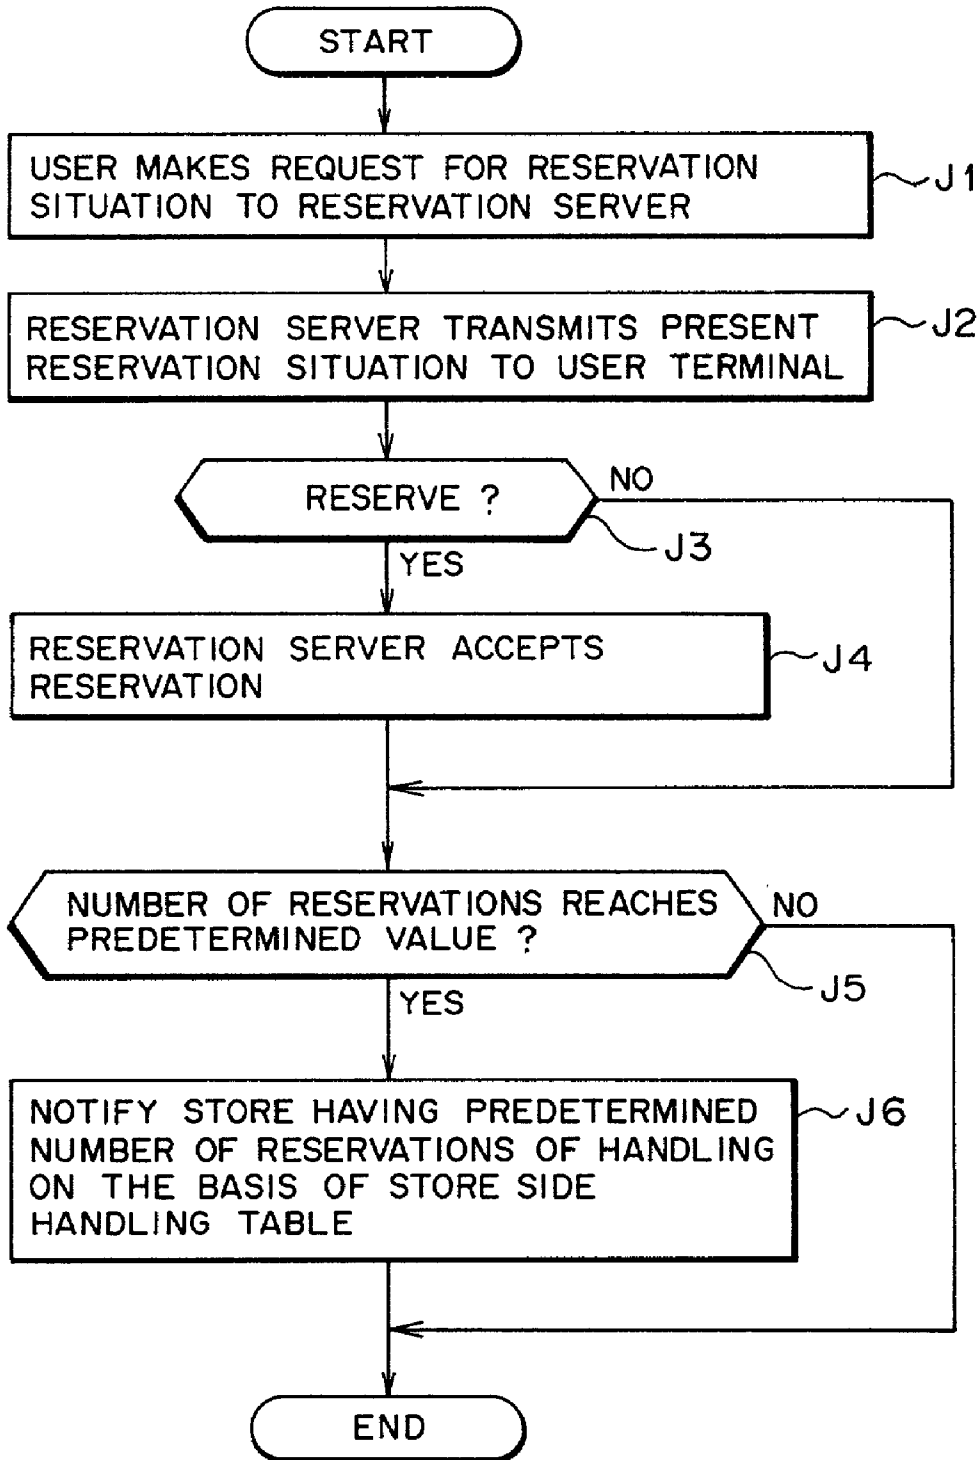 START
USER MAKES REQUEST FOR RESERVATION
SITUATION TO RESERVATION SERVER
J1
RESERVATION SERVER TRANSMITS PRESENT
RESERVATION SITUATION TO USER TERMINAL
J2
RESERVE ?
NO
J3
YES
RESERVATION SERVER ACCEPTS
RESERVATION
J4
NUMBER OF RESERVATIONS REACHES
PREDETERMINED VALUE ?
NO
J5
YES
NOTIFY STORE HAVING PREDETERMINED
NUMBER OF RESERVATIONS OF HANDLING
ON THE BASIS OF STORE SIDE
HANDLING TABLE
J6
END